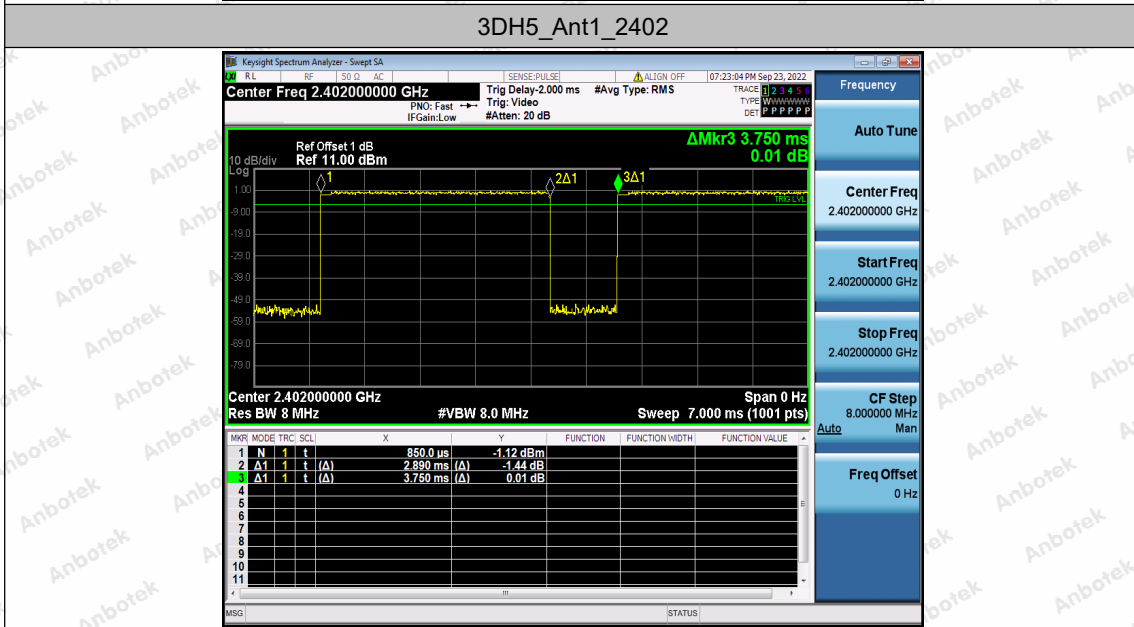 3DH5_Ant1_2402
Keysight Spectrum Analyzer - Swept SA
LXI RL RF 50 Ω AC SENSE:PULSE ALIGN OFF 07:23:04 PM Sep 23, 2022
Center Freq 2.402000000 GHz
PNO: Fast
IFGain:Low
Trig Delay-2.000 ms
Trig: Video
#Atten: 20 dB
#Avg Type: RMS
TRACE 1 2 3 4 5 6
TYPE WWWWWW
DET P P P P P P
Ref Offset 1 dB
10 dB/div Ref 11.00 dBm
ΔMkr3 3.750 ms
0.01 dB
Log
1
2Δ1
3Δ1
1.00
TRIG LVL
-9.00
-19.0
-29.0
-39.0
-49.0
-59.0
-69.0
-79.0
Center 2.402000000 GHz Span 0 Hz
Res BW 8 MHz #VBW 8.0 MHz Sweep 7.000 ms (1001 pts)
MKR MODE TRC SCL X Y FUNCTION FUNCTION WIDTH FUNCTION VALUE
1 N 1 t 850.0 µs -1.12 dBm
2 Δ1 1 t (Δ) 2.890 ms (Δ) -1.44 dB
3 Δ1 1 t (Δ) 3.750 ms (Δ) 0.01 dB
4
5
6
7
8
9
10
11
MSG STATUS
Frequency
Auto Tune
Center Freq
2.402000000 GHz
Start Freq
2.402000000 GHz
Stop Freq
2.402000000 GHz
CF Step
8.000000 MHz
Auto Man
Freq Offset
0 Hz
Anbotek